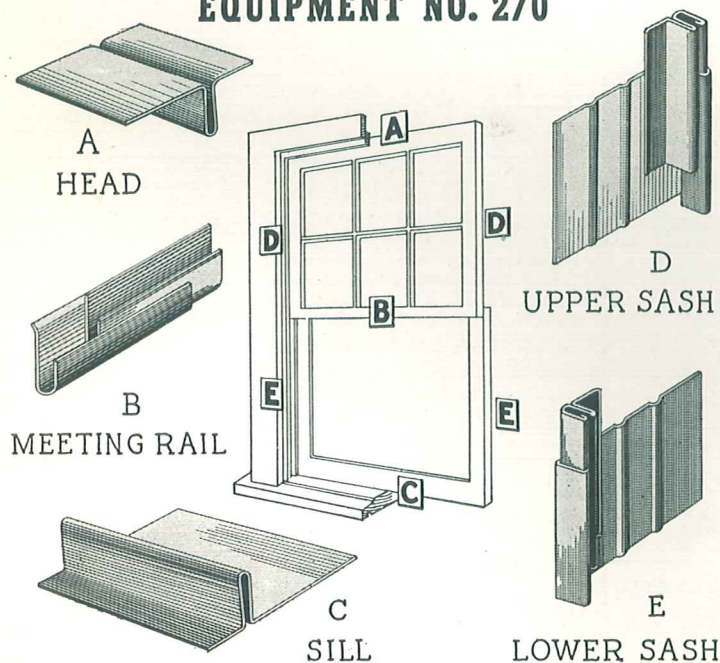 EQUIPMENT NO. 270
A
HEAD
A
D
D
D
UPPER SASH
B
B
MEETING RAIL
E
E
C
C
SILL
E
LOWER SASH